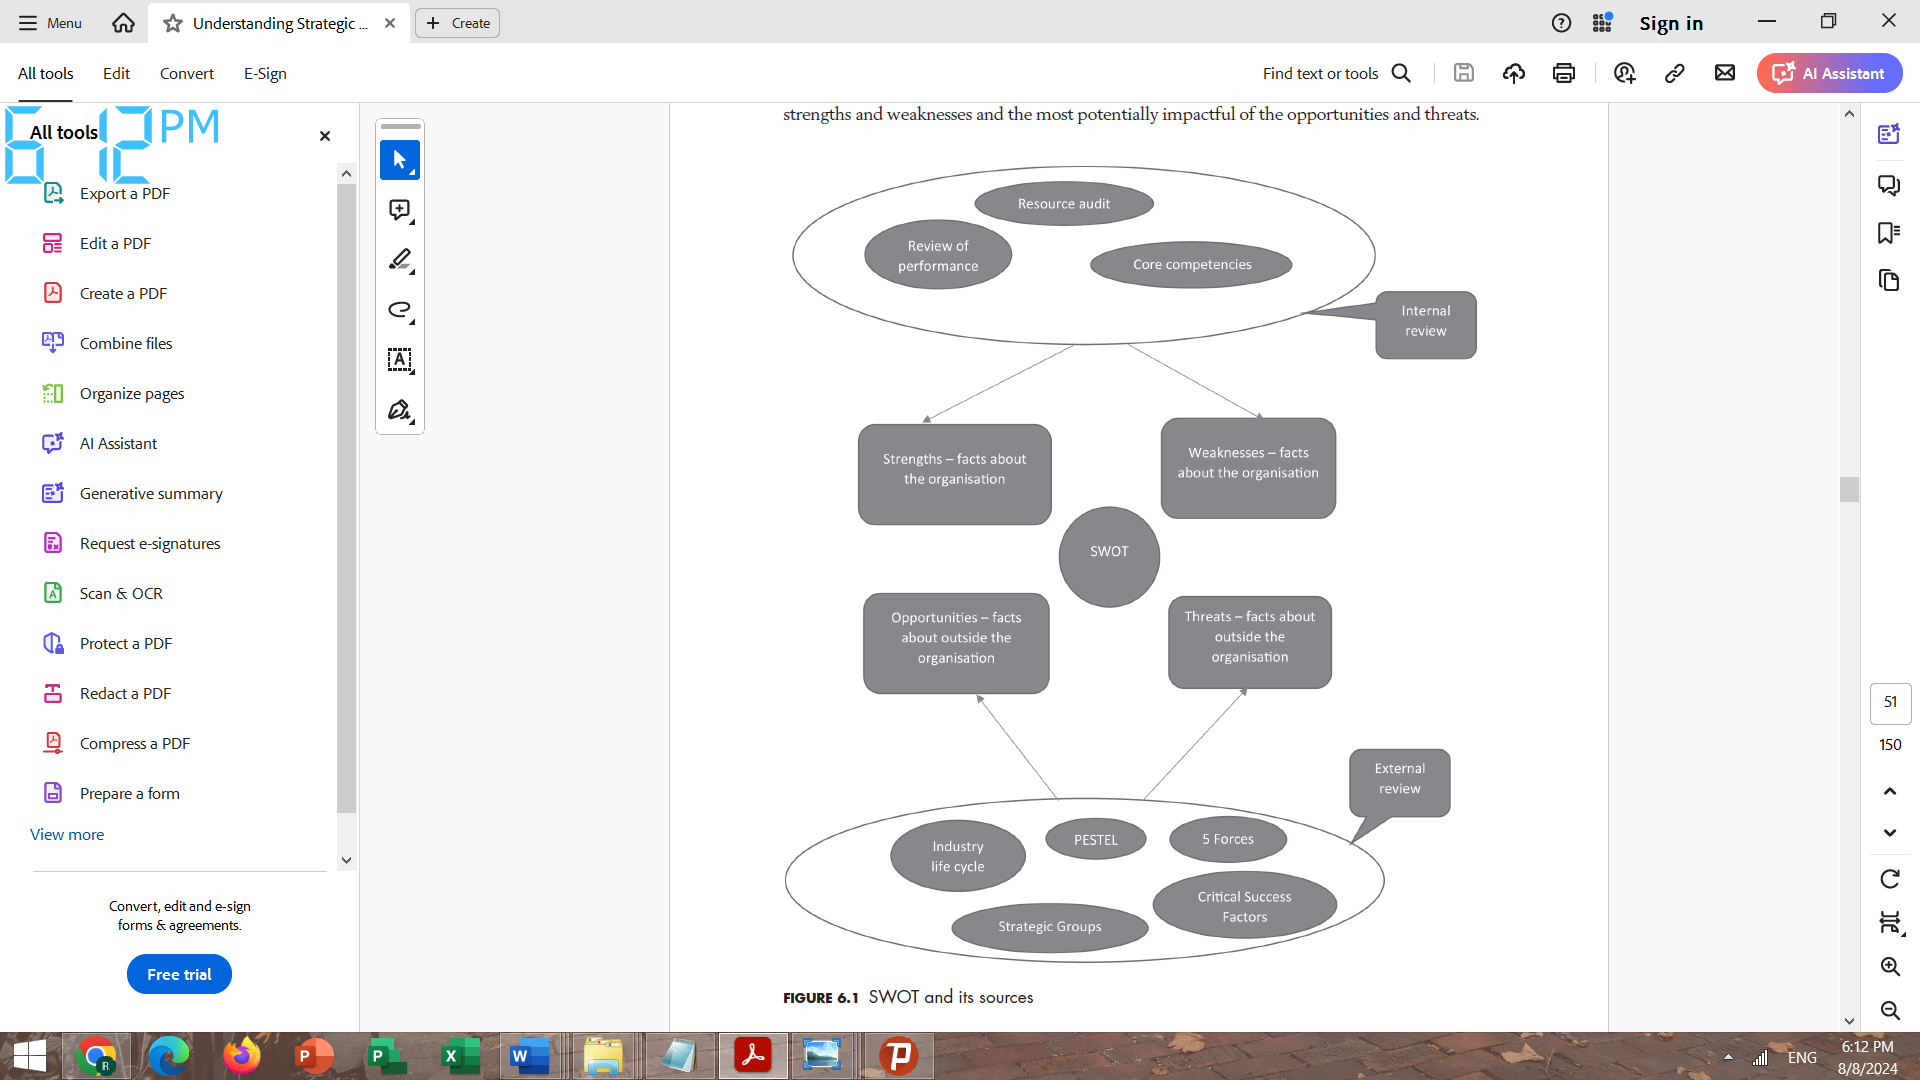 Menu
Understanding Strategic ...
Create
Sign in
All tools
Edit
Convert
E-Sign
Find text or tools
AI Assistant
6:12 PM
All tools
Export a PDF
Edit a PDF
Create a PDF
Combine files
Organize pages
AI Assistant
Generative summary
Request e-signatures
Scan & OCR
Protect a PDF
Redact a PDF
Compress a PDF
Prepare a form
View more
Convert, edit and e-sign
forms & agreements.
Free trial
strengths and weaknesses and the most potentially impactful of the opportunities and threats.
Resource audit
Review of
performance
Core competencies
Internal
review
Strengths – facts about
the organisation
Weaknesses – facts
about the organisation
SWOT
Opportunities – facts
about outside the
organisation
Threats – facts about
outside the
organisation
External
review
Industry
life cycle
PESTEL
5 Forces
Critical Success
Factors
Strategic Groups
FIGURE 6.1 SWOT and its sources
51
150
ENG
6:12 PM
8/8/2024